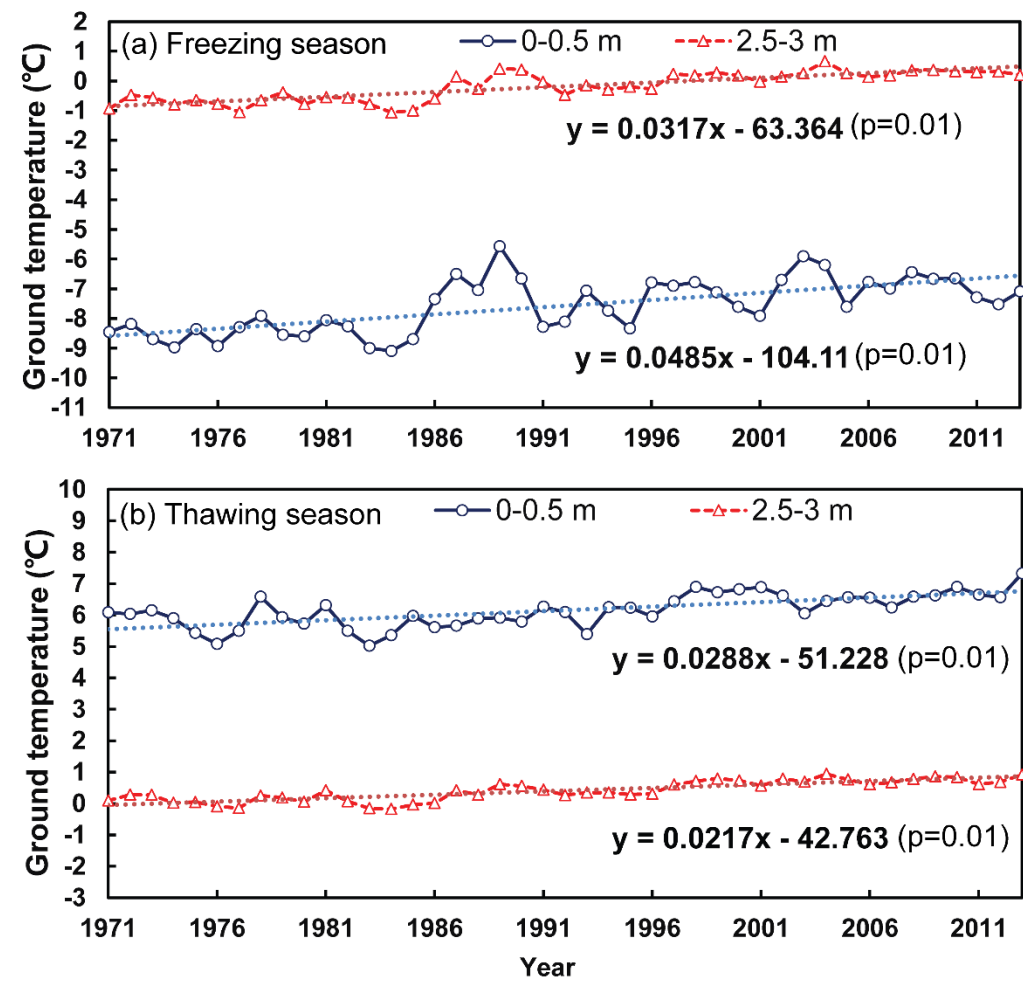 (a) Freezing season
0-0.5 m
2.5-3 m
Ground temperature (℃)
2
1
0
-1
-2
-3
-4
-5
-6
-7
-8
-9
-10
-11
y = 0.0317x - 63.364 (p=0.01)
y = 0.0485x - 104.11 (p=0.01)
1971 1976 1981 1986 1991 1996 2001 2006 2011
(b) Thawing season
0-0.5 m
2.5-3 m
Ground temperature (℃)
10
9
8
7
6
5
4
3
2
1
0
-1
-2
-3
y = 0.0288x - 51.228 (p=0.01)
y = 0.0217x - 42.763 (p=0.01)
1971 1976 1981 1986 1991 1996 2001 2006 2011
Year